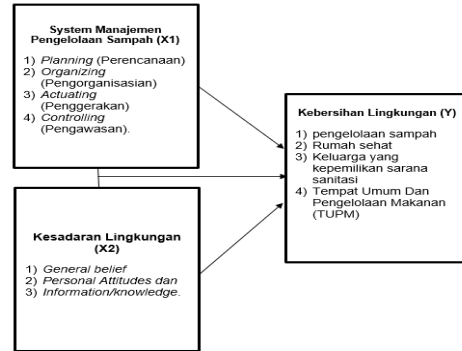 System Manajemen
Pengelolaan Sampah (X1)
1) Planning (Perencanaan)
2) Organizing
(Pengorganisasian)
3) Actuating
(Penggerakan)
4) Controlling
(Pengawasan).
Kesadaran Lingkungan
(X2)
1) General belief
2) Personal Attitudes dan
3) Information/knowledge.
Kebersihan Lingkungan (Y)
1) pengelolaan sampah
2) Rumah sehat
3) Keluarga yang
kepemilikan sarana
sanitasi
4) Tempat Umum Dan
Pengelolaan Makanan
(TUPM)